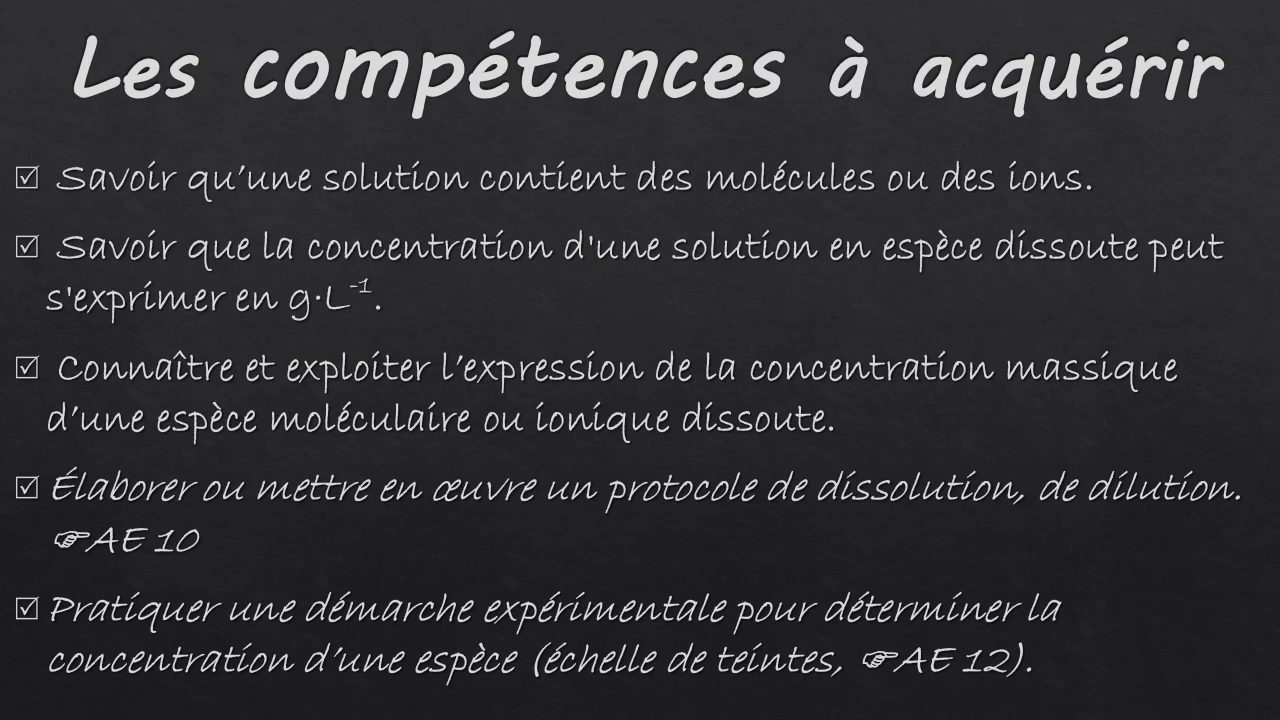 Les compétences à acquérir
☑ Savoir qu’une solution contient des molécules ou des ions.
☑ Savoir que la concentration d'une solution en espèce dissoute peut
s'exprimer en g·L⁻¹.
☑ Connaître et exploiter l’expression de la concentration massique
d’une espèce moléculaire ou ionique dissoute.
☑ Élaborer ou mettre en œuvre un protocole de dissolution, de dilution.
☞AE 10
☑ Pratiquer une démarche expérimentale pour déterminer la
concentration d’une espèce (échelle de teintes, ☞AE 12).